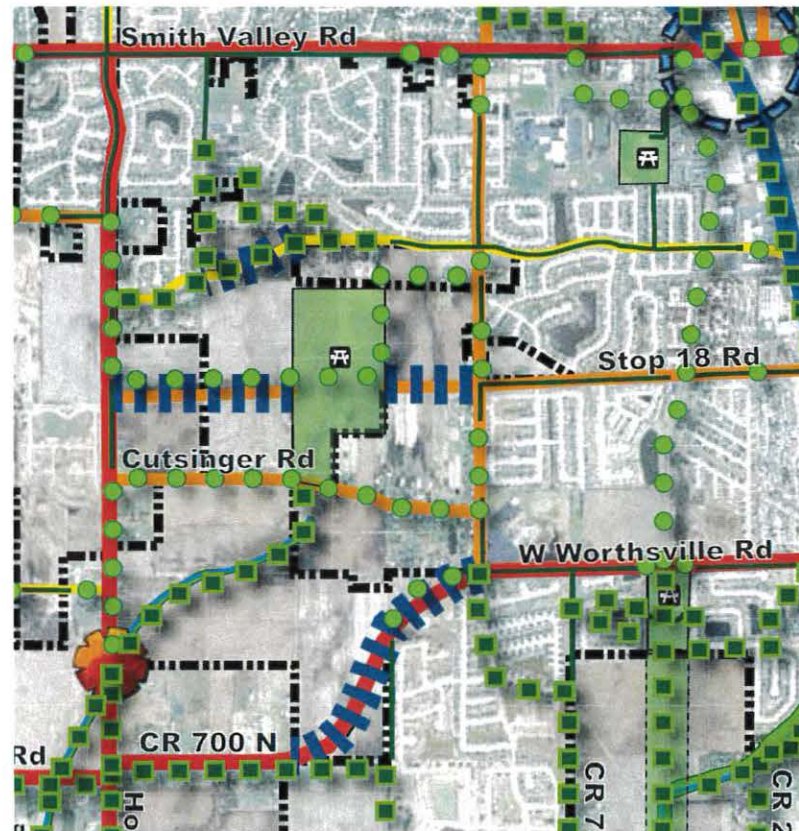 Smith Valley Rd
Stop 18 Rd
Cutsinger Rd
W Worthsville Rd
Rd
CR 700 N
Ho
CR 7
CR 2